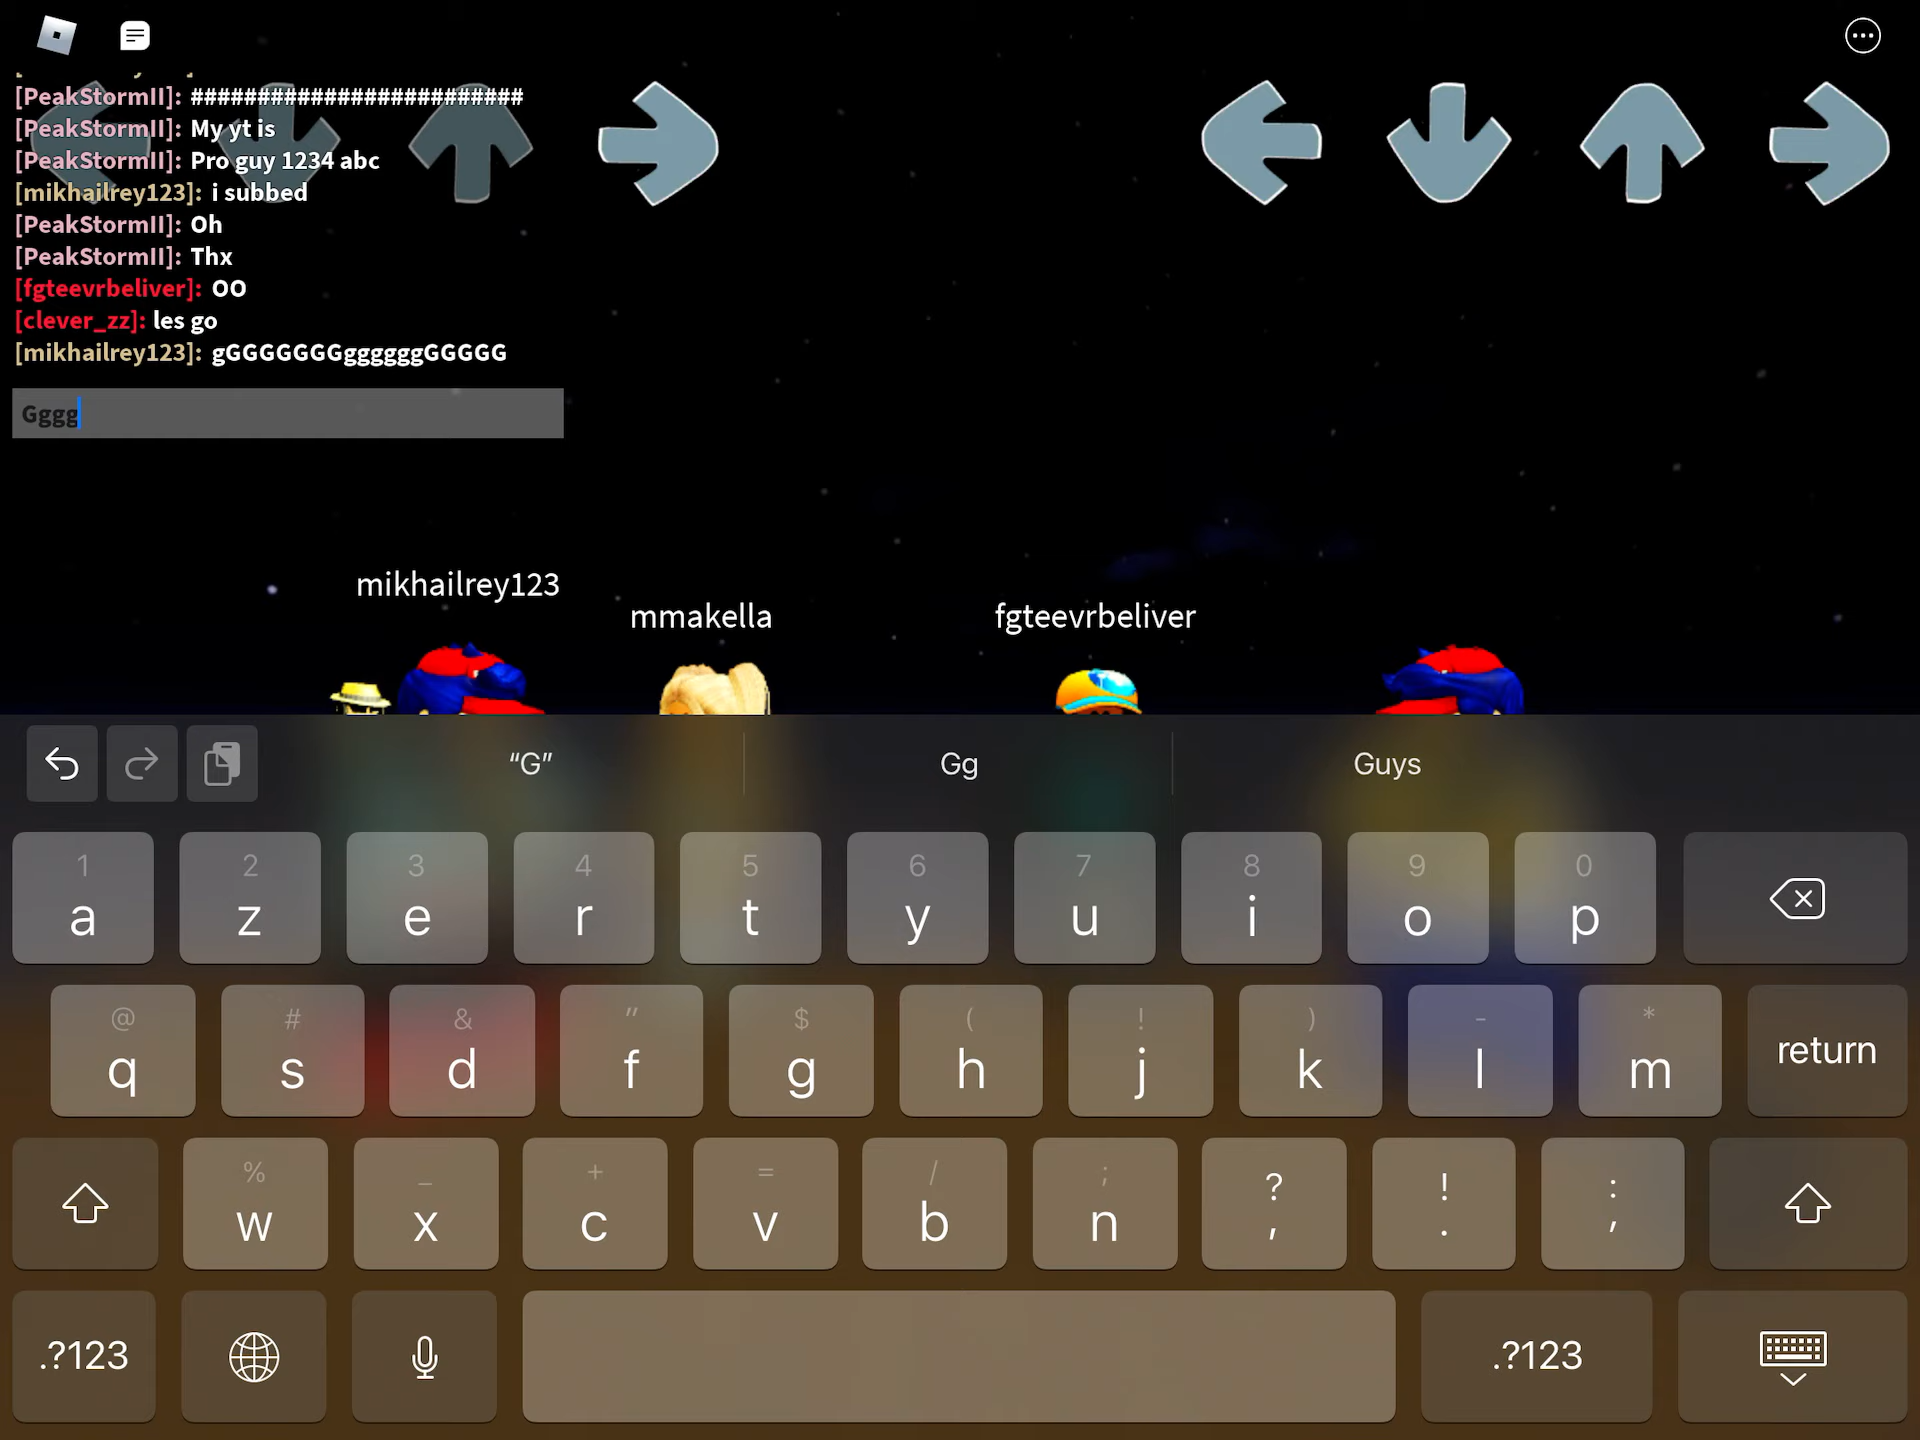 [PeakStormII]: #########################
[PeakStormII]: My yt is
[PeakStormII]: Pro guy 1234 abc
[mikhailrey123]: i subbed
[PeakStormII]: Oh
[PeakStormII]: Thx
[fgteevrbeliver]: OO
[clever_zz]: les go
[mikhailrey123]: gGGGGGGGggggggGGGGG
Gggg
mikhailrey123
mmakella
fgteevrbeliver
“G” Gg Guys
1 2 3 4 5 6 7 8 9 0
a z e r t y u i o p
@ # & " $ ( ! ) - *
q s d f g h j k l m return
% _ + = / ; ? ! :
w x c v b n , . ,
.?123 .?123